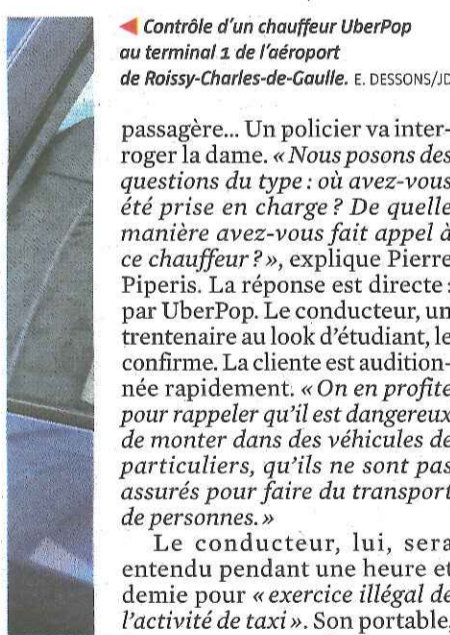 ◀ Contrôle d'un chauffeur UberPop
au terminal 1 de l'aéroport
de Roissy-Charles-de-Gaulle. E. DESSONS/JD
passagère... Un policier va inter-
roger la dame. « Nous posons des
questions du type : où avez-vous
été prise en charge ? De quelle
manière avez-vous fait appel à
ce chauffeur ? », explique Pierre
Piperis. La réponse est directe :
par UberPop. Le conducteur, un
trentenaire au look d'étudiant, le
confirme. La cliente est audition-
née rapidement. « On en profite
pour rappeler qu'il est dangereux
de monter dans des véhicules de
particuliers, qu'ils ne sont pas
assurés pour faire du transport
de personnes. »
Le conducteur, lui, sera
entendu pendant une heure et
demie pour « exercice illégal de
l'activité de taxi ». Son portable,